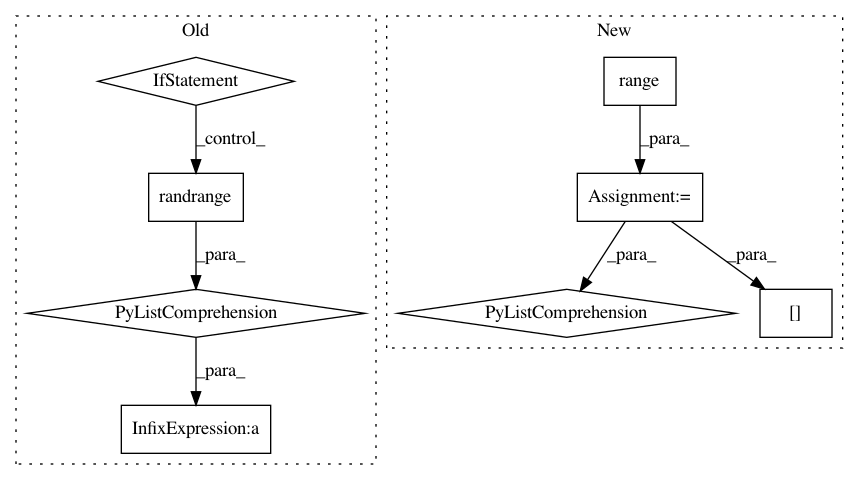 Old
IfStatement
_control_
randrange
_para_
PyListComprehension
_para_
InfixExpression:a
New
range
_para_
Assignment:=
_para_
_para_
PyListComprehension
[]